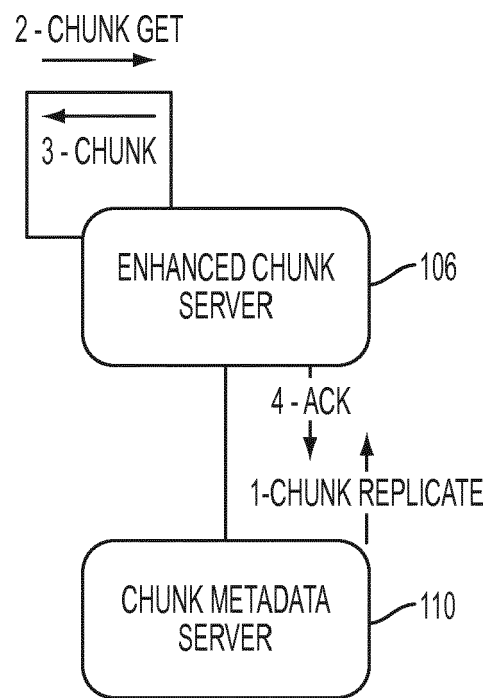 2 - CHUNK GET
3 - CHUNK
ENHANCED CHUNK
SERVER
106
4 - ACK
1-CHUNK REPLICATE
CHUNK METADATA
SERVER
110